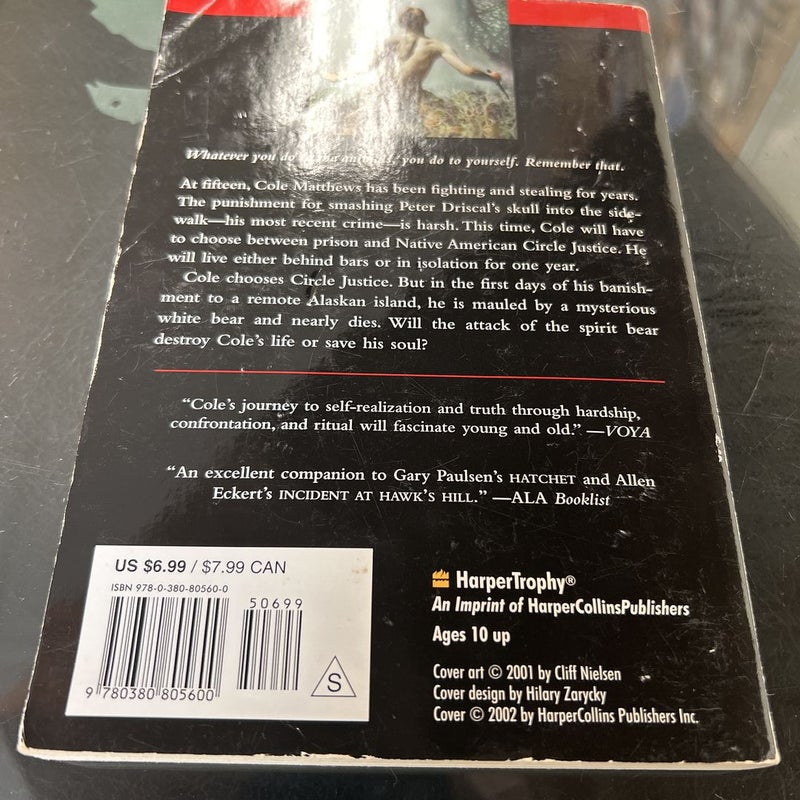 Whatever you do to the animals, you do to yourself. Remember that.
At fifteen, Cole Matthews has been fighting and stealing for years.
The punishment for smashing Peter Driscal's skull into the side-
walk—his most recent crime—is harsh. This time, Cole will have
to choose between prison and Native American Circle Justice. He
will live either behind bars or in isolation for one year.
Cole chooses Circle Justice. But in the first days of his banish-
ment to a remote Alaskan island, he is mauled by a mysterious
white bear and nearly dies. Will the attack of the spirit bear
destroy Cole's life or save his soul?
“Cole's journey to self-realization and truth through hardship,
confrontation, and ritual will fascinate young and old.” —VOYA
“An excellent companion to Gary Paulsen's HATCHET and Allen
Eckert's INCIDENT AT HAWK'S HILL.” —ALA Booklist
US $6.99 / $7.99 CAN
ISBN 978-0-380-80560-0
50699
9 780380 805600
S
HarperTrophy®
An Imprint of HarperCollinsPublishers
Ages 10 up
Cover art © 2001 by Cliff Nielsen
Cover design by Hilary Zarycky
Cover © 2002 by HarperCollins Publishers Inc.